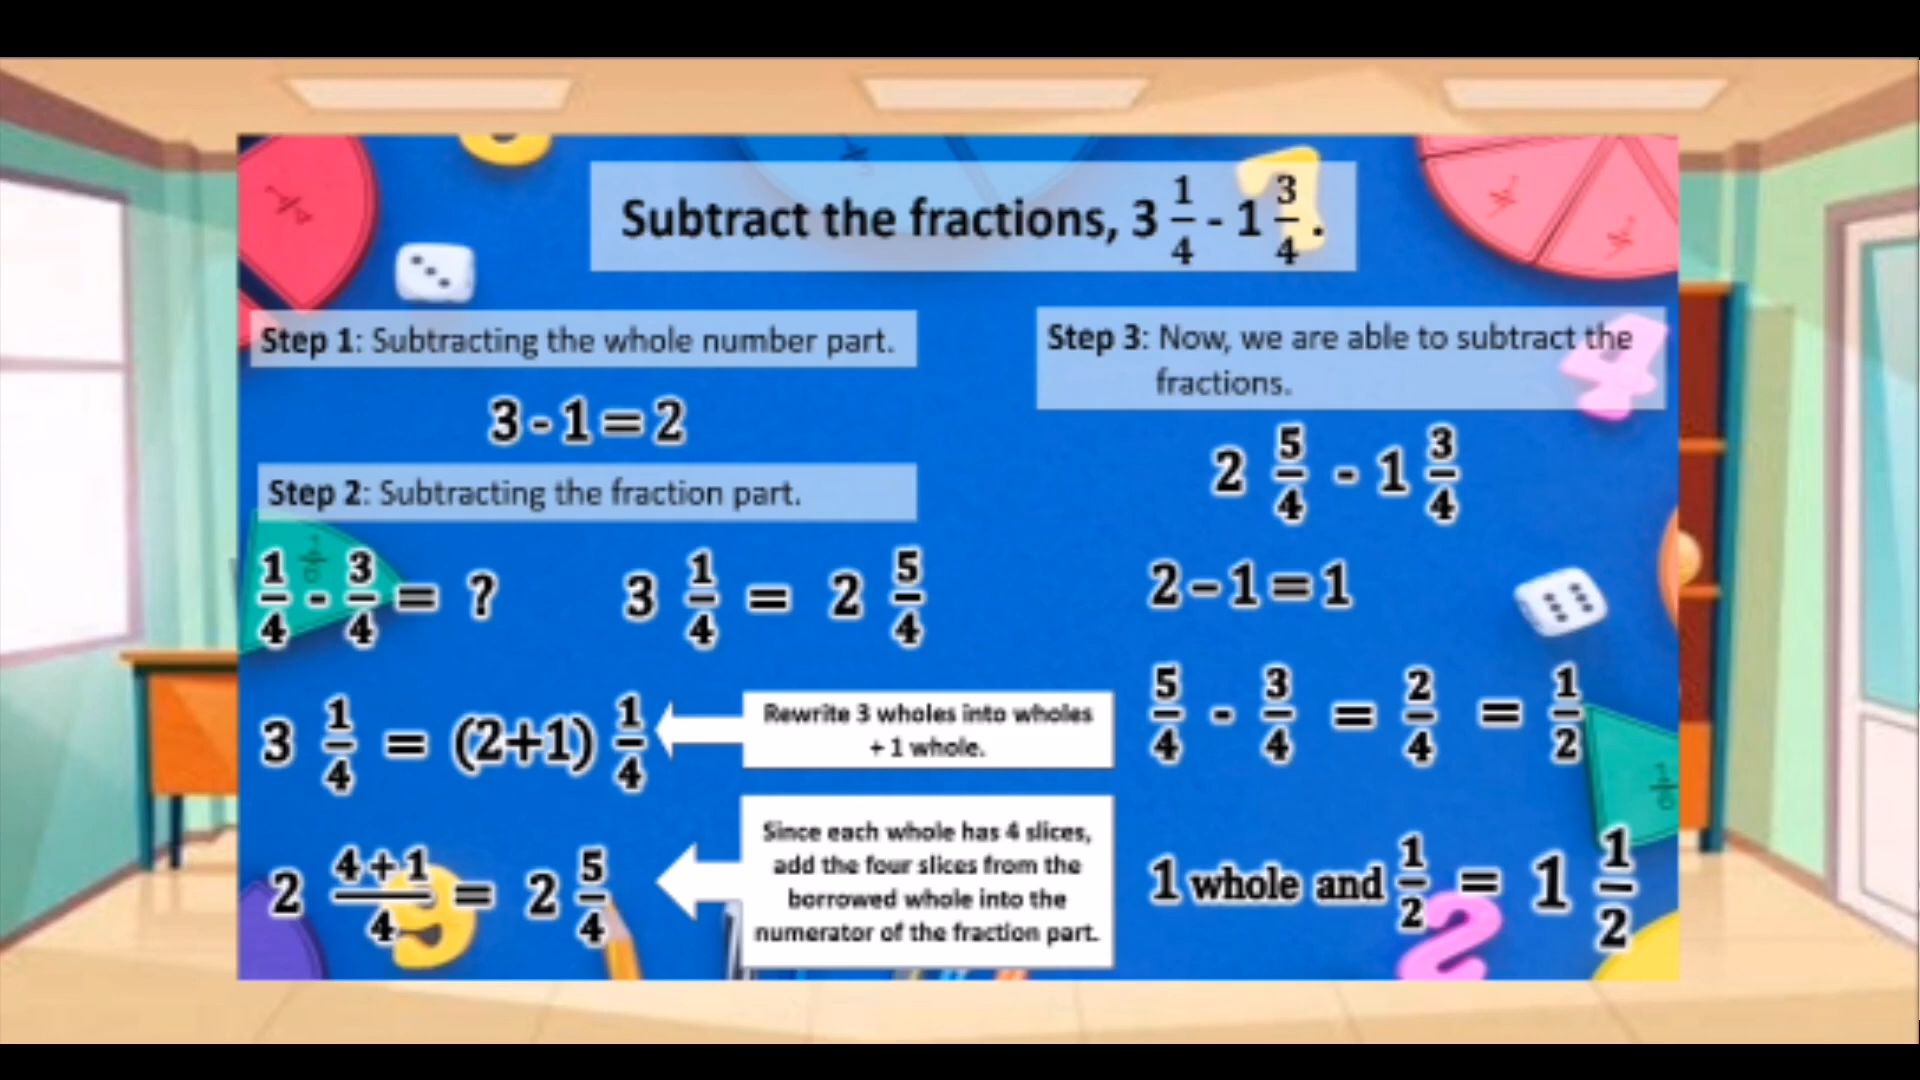 Subtract the fractions, 3 1/4 - 1 3/4.
Step 1: Subtracting the whole number part.
3 - 1 = 2
Step 2: Subtracting the fraction part.
1/4 - 3/4 = ?
3 1/4 = 2 5/4
3 1/4 = (2+1) 1/4
Rewrite 3 wholes into wholes
+ 1 whole.
2 4+1/4 = 2 5/4
Since each whole has 4 slices,
add the four slices from the
borrowed whole into the
numerator of the fraction part.
Step 3: Now, we are able to subtract the
fractions.
2 5/4 - 1 3/4
2 – 1 = 1
5/4 - 3/4 = 2/4 = 1/2
1 whole and 1/2 = 1 1/2